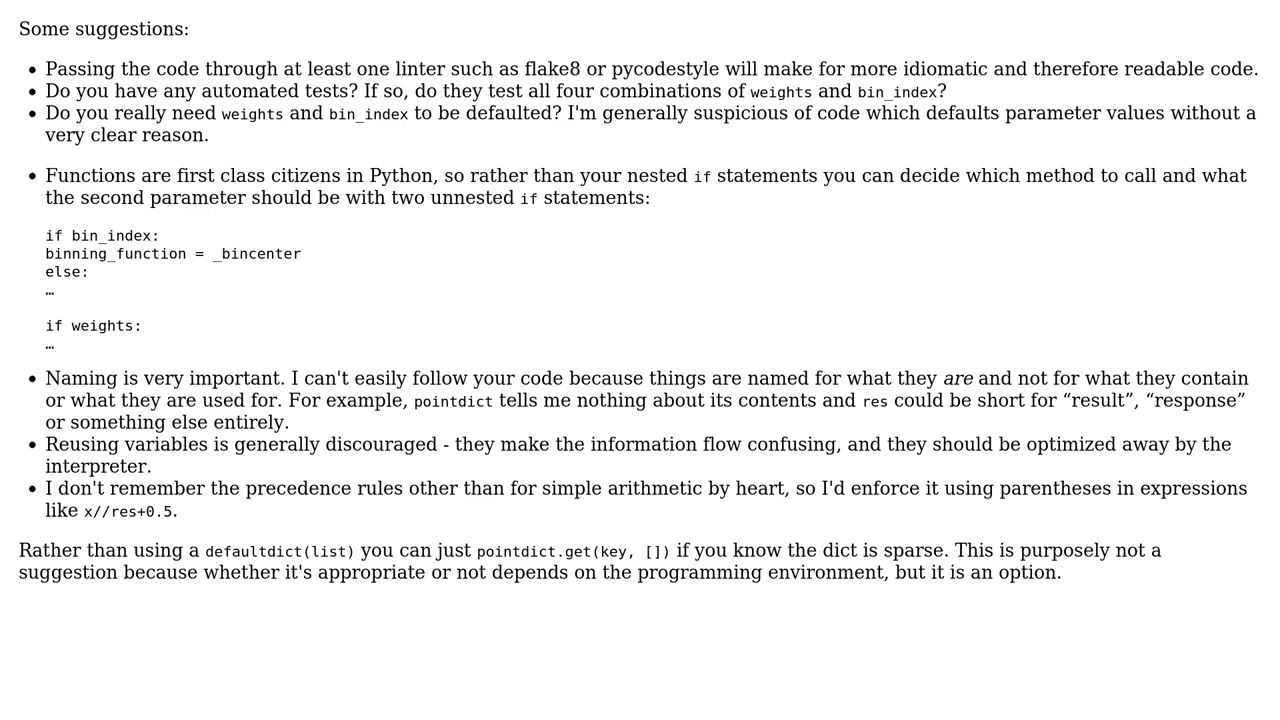 Some suggestions:
• Passing the code through at least one linter such as flake8 or pycodestyle will make for more idiomatic and therefore readable code.
• Do you have any automated tests? If so, do they test all four combinations of weights and bin_index?
• Do you really need weights and bin_index to be defaulted? I'm generally suspicious of code which defaults parameter values without a
very clear reason.
• Functions are first class citizens in Python, so rather than your nested if statements you can decide which method to call and what
the second parameter should be with two unnested if statements:
if bin_index:
binning_function = _bincenter
else:
…
if weights:
…
• Naming is very important. I can't easily follow your code because things are named for what they are and not for what they contain
or what they are used for. For example, pointdict tells me nothing about its contents and res could be short for “result”, “response”
or something else entirely.
• Reusing variables is generally discouraged - they make the information flow confusing, and they should be optimized away by the
interpreter.
• I don't remember the precedence rules other than for simple arithmetic by heart, so I'd enforce it using parentheses in expressions
like x//res+0.5.
Rather than using a defaultdict(list) you can just pointdict.get(key, []) if you know the dict is sparse. This is purposely not a
suggestion because whether it's appropriate or not depends on the programming environment, but it is an option.